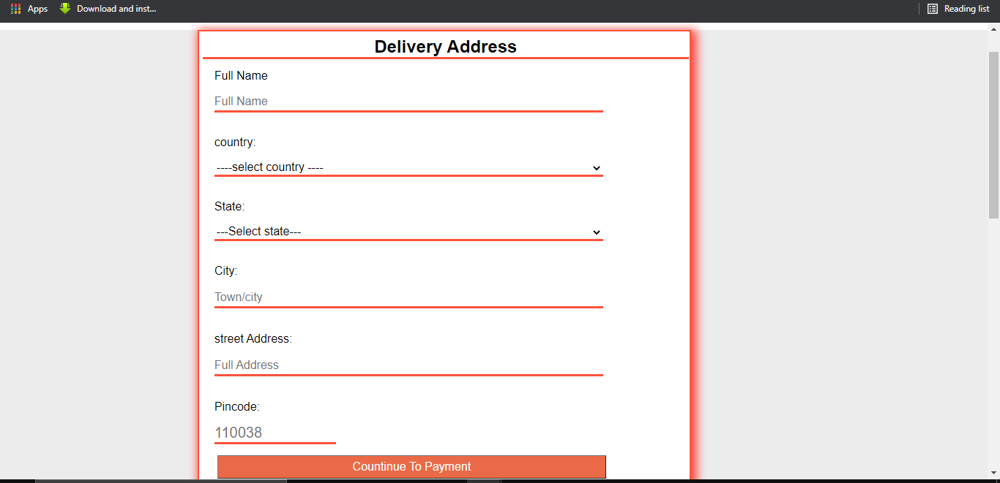 Apps Download and inst... Reading list
Delivery Address
Full Name
Full Name
country:
----select country ----
State:
---Select state---
City:
Town/city
street Address:
Full Address
Pincode:
110038
Countinue To Payment